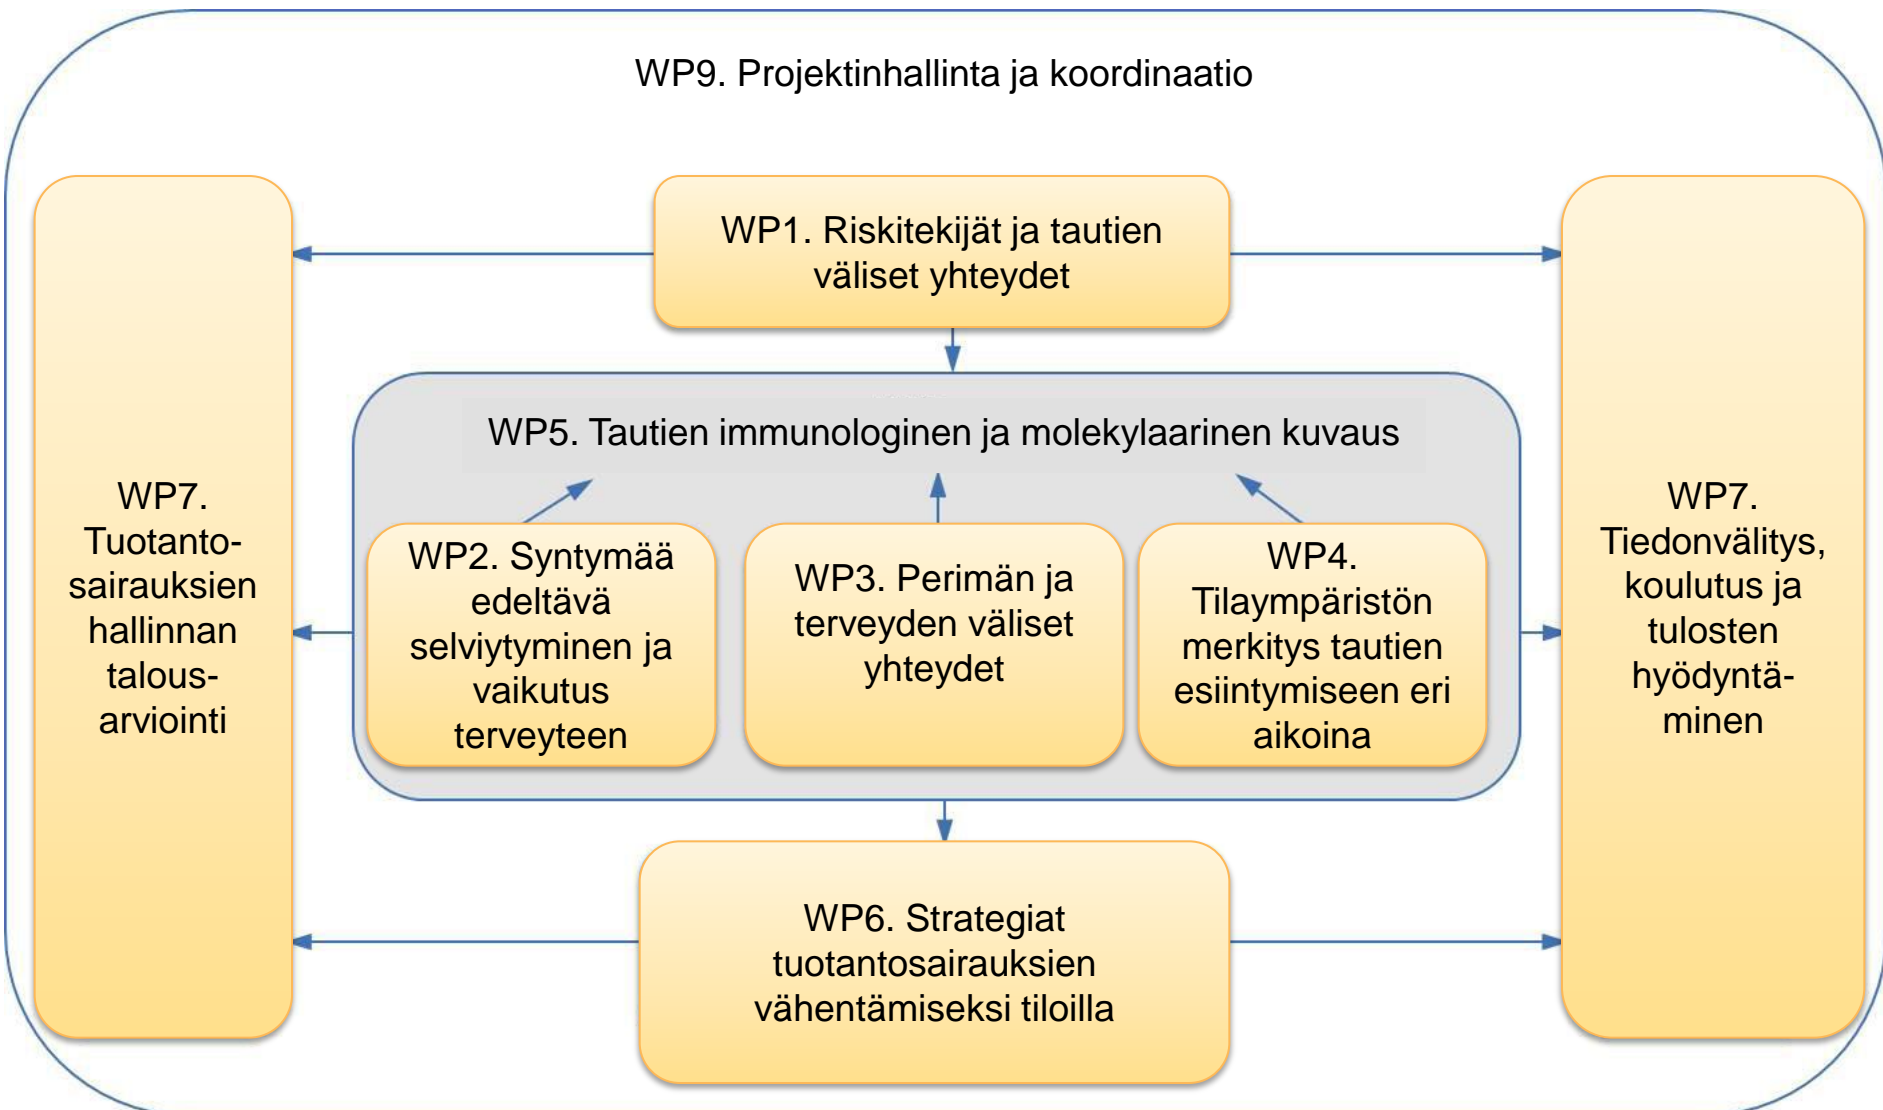 WP9. Projektinhallinta ja koordinaatio
WP1. Riskitekijät ja tautien
väliset yhteydet
WP5. Tautien immunologinen ja molekylaarinen kuvaus
WP7.
Tuotanto-
sairauksien
hallinnan
talous-
arviointi
WP2. Syntymää
edeltävä
selviytyminen ja
vaikutus
terveyteen
WP3. Perimän ja
terveyden väliset
yhteydet
WP4.
Tilaympäristön
merkitys tautien
esiintymiseen eri
aikoina
WP7.
Tiedonvälitys,
koulutus ja
tulosten
hyödyntä-
minen
WP6. Strategiat
tuotantosairauksien
vähentämiseksi tiloilla